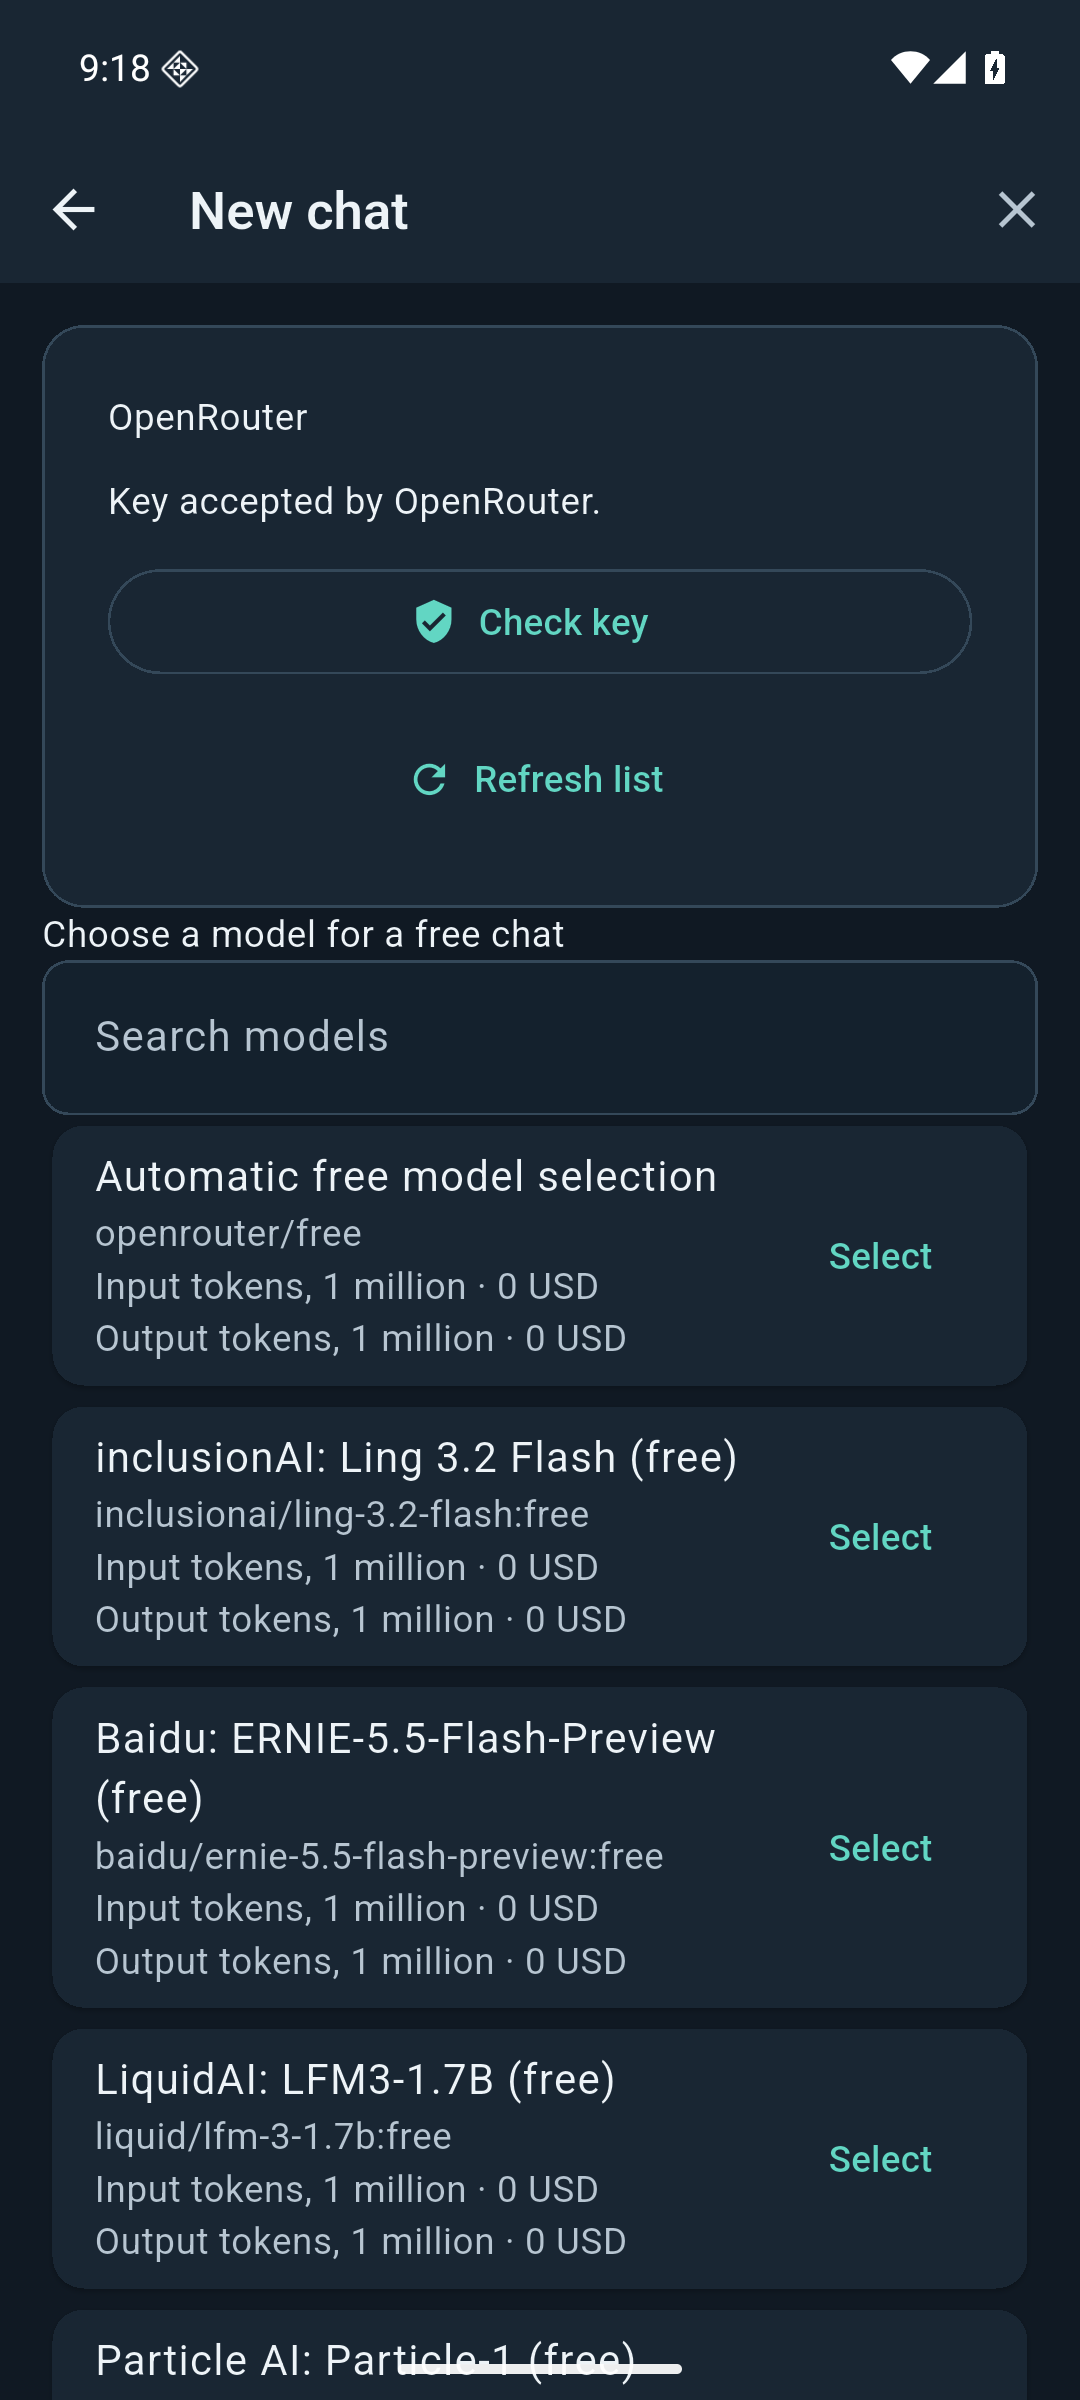 9:18
New chat
OpenRouter
Key accepted by OpenRouter.
Check key
Refresh list
Choose a model for a free chat
Search models
Automatic free model selection
openrouter/free
Input tokens, 1 million · 0 USD
Output tokens, 1 million · 0 USD
Select
inclusionAI: Ling 3.2 Flash (free)
inclusionai/ling-3.2-flash:free
Input tokens, 1 million · 0 USD
Output tokens, 1 million · 0 USD
Select
Baidu: ERNIE-5.5-Flash-Preview
(free)
baidu/ernie-5.5-flash-preview:free
Input tokens, 1 million · 0 USD
Output tokens, 1 million · 0 USD
Select
LiquidAI: LFM3-1.7B (free)
liquid/lfm-3-1.7b:free
Input tokens, 1 million · 0 USD
Output tokens, 1 million · 0 USD
Select
Particle AI: Particle-1 (free)